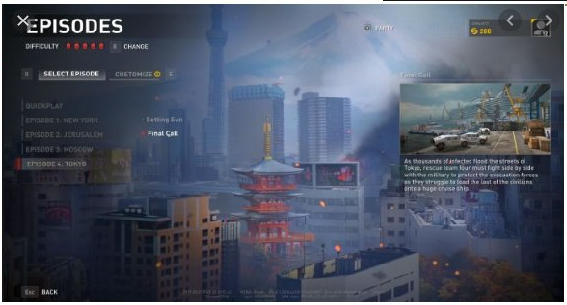 EPISODES
PARTY
280
DIFFICULTY
CHANGE
SELECT EPISODE
CUSTOMIZE
Final Call
QUICKPLAY
EPISODE 1: NEW YORK
Setting Sun
EPISODE 2: JERUSALEM
Final Call
EPISODE 3: MOSCOW
EPISODE 4: TOKYO
As thousands of infected flood the streets of
Tokyo, rescue team four must fight side by side
with the military to protect the evacuation forces
as they struggle to load the last of the civilians
onto a huge cruise ship.
Esc BACK